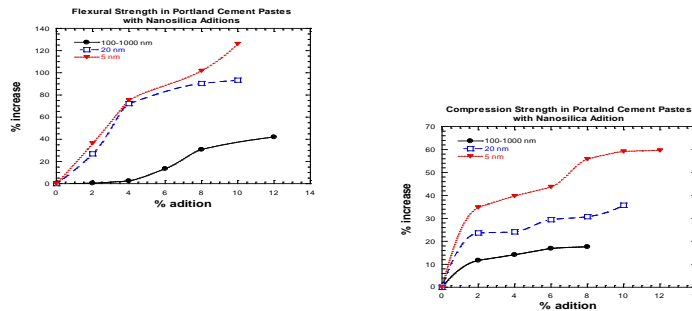 Flexural Strength in Portland Cement Pastes
with Nanosilica Aditions
140
120
100
80
60
40
20
0
% increase
100-1000 nm
20 nm
5 nm
0 2 4 6 8 10 12 14
% adition
Compression Strength in Portalnd Cement Pastes
with Nanosilica Adition
70
60
50
40
30
20
10
0
% increase
100-1000 nm
20 nm
5 nm
0 2 4 6 8 10 12
% adition